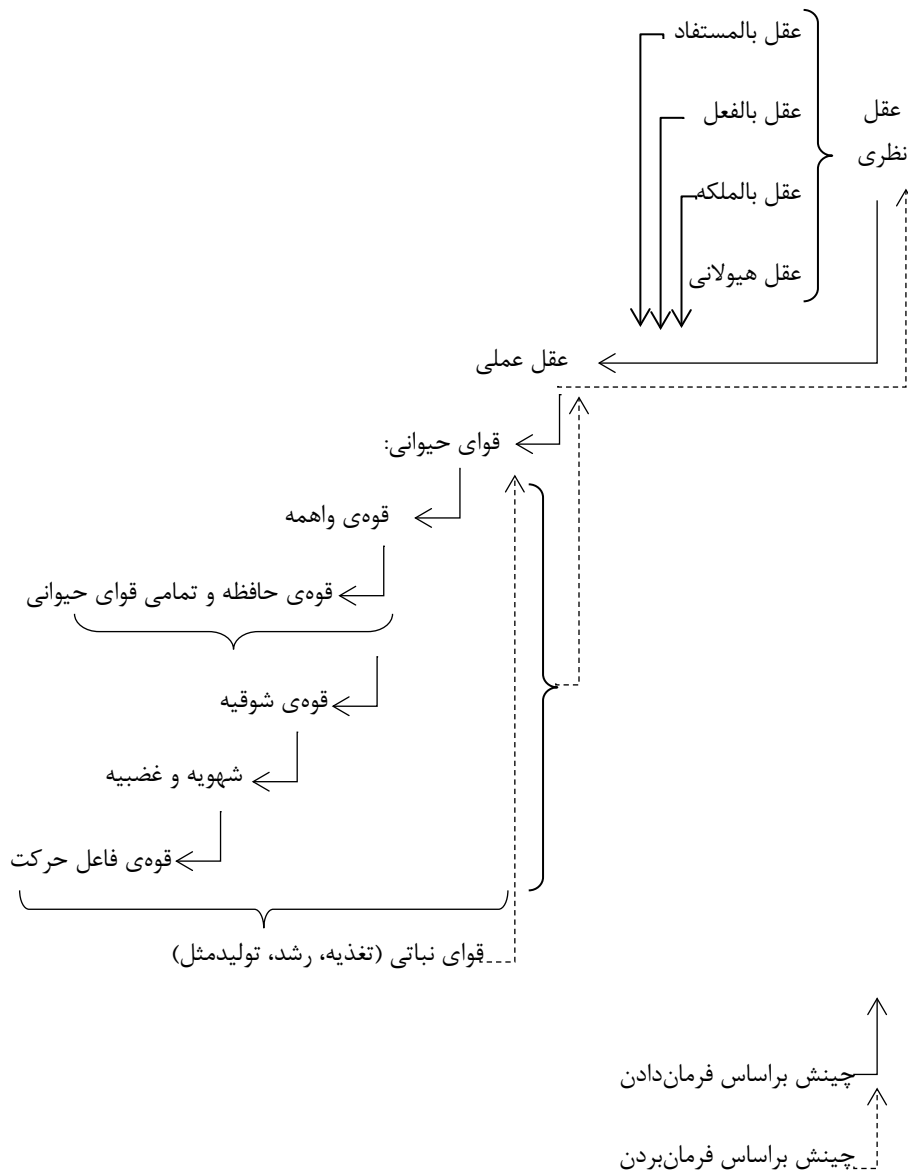 عقل بالمستفاد
عقل بالفعل
عقل
نظری
عقل بالملکه
عقل هیولانی
عقل عملی
قوای حیوانی:
قوه‌ی واهمه
قوه‌ی حافظه و تمامی قوای حیوانی
قوه‌ی شوقیه
شهویه و غضبیه
قوه‌ی فاعل حرکت
قوای نباتی (تغذیه، رشد، تولیدمثل)
چینش براساس فرمان‌دادن
چینش براساس فرمان‌بردن